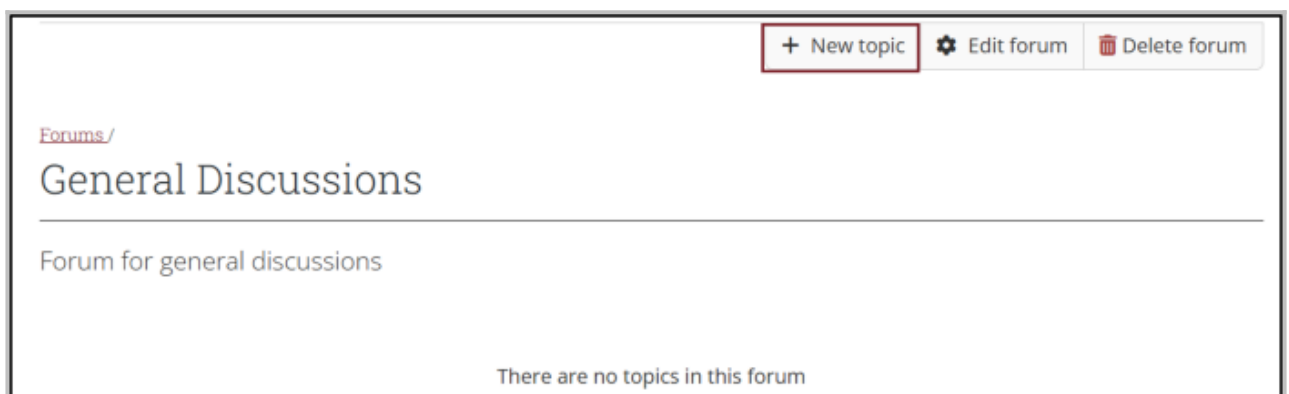 + New topic Edit forum Delete forum
Forums /
General Discussions
Forum for general discussions
There are no topics in this forum